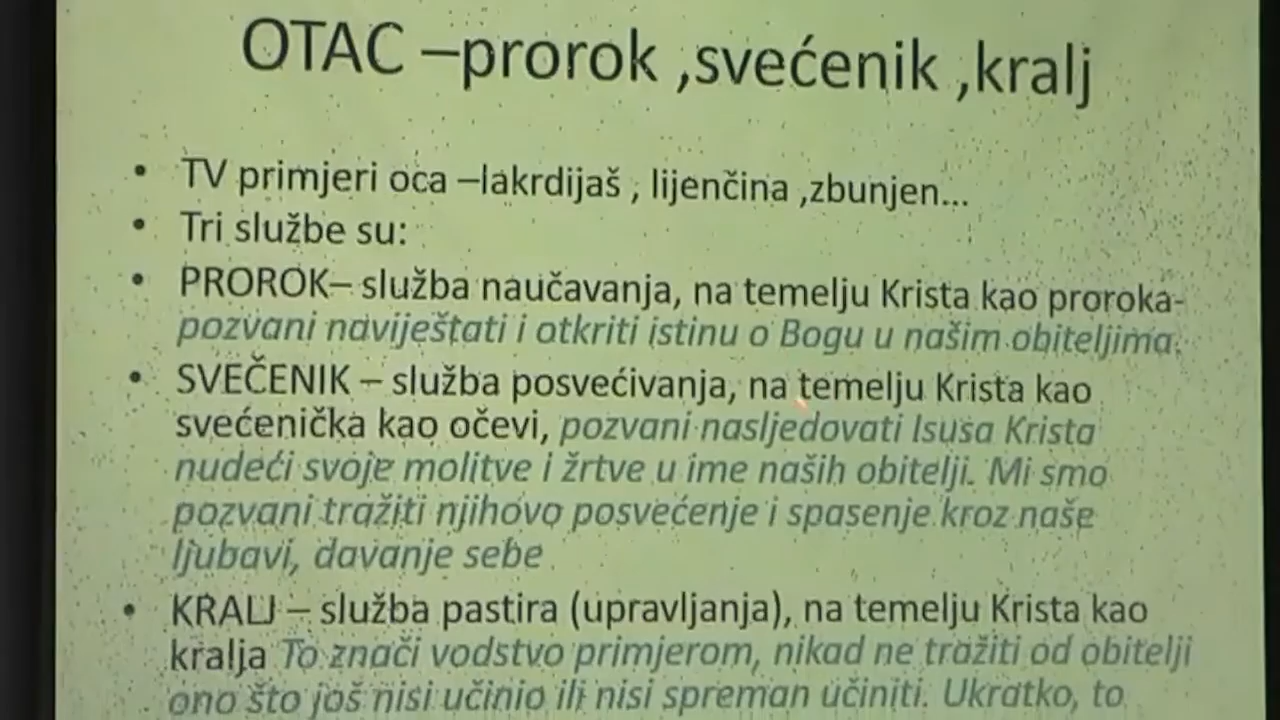 OTAC –prorok ,svećenik ,kralj
• TV primjeri oca –lakrdijaš , lijenčina ,zbunjen...
• Tri službe su:
• PROROK– služba naučavanja, na temelju Krista kao proroka-
pozvani naviještati i otkriti istinu o Bogu u našim obiteljima.
• SVEČENIK – služba posvećivanja, na temelju Krista kao
svećenička kao očevi, pozvani nasljedovati Isusa Krista
nudeći svoje molitve i žrtve u ime naših obitelji. Mi smo
pozvani tražiti njihovo posvećenje i spasenje kroz naše
ljubavi, davanje sebe
• KRALJ – služba pastira (upravljanja), na temelju Krista kao
kralja To znači vodstvo primjerom, nikad ne tražiti od obitelji
ono što još nisi učinio ili nisi spreman učiniti. Ukratko, to